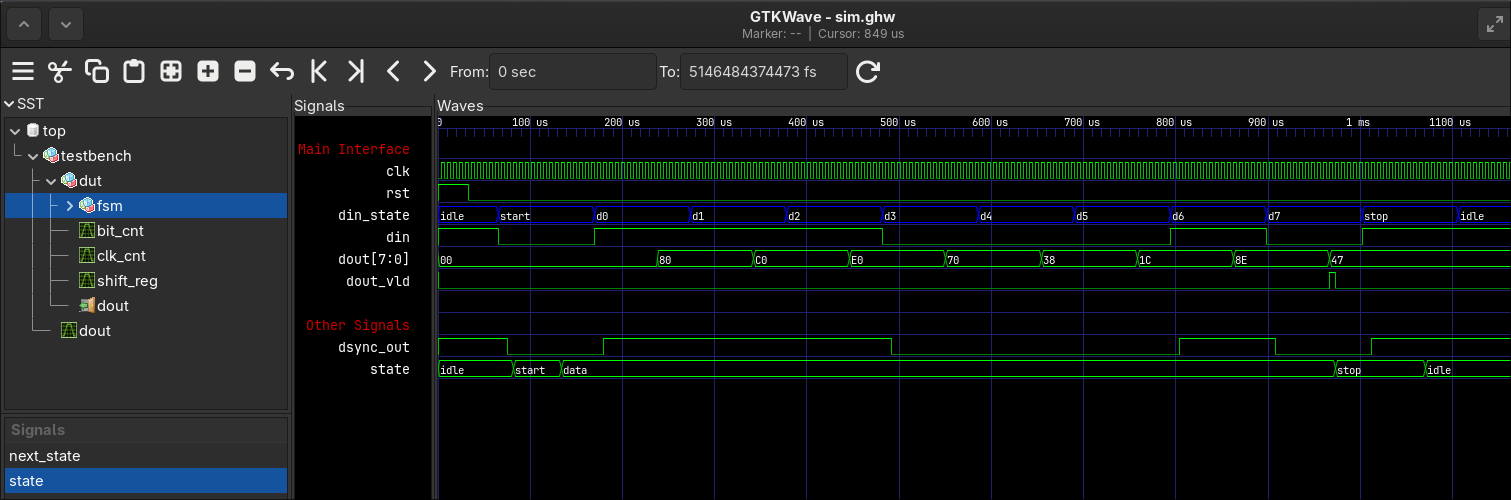 GTKWave - sim.ghw
Marker: -- | Cursor: 849 us
From: 0 sec To: 5146484374473 fs
SST
top
testbench
dut
fsm
bit_cnt
clk_cnt
shift_reg
dout
dout
Signals
next_state
state
Signals
Waves
0 100 us 200 us 300 us 400 us 500 us 600 us 700 us 800 us 900 us 1 ms 1100 us
Main Interface
clk
rst
din_state idle start d0 d1 d2 d3 d4 d5 d6 d7 stop idle
din
dout[7:0] 00 80 C0 E0 70 38 1C 8E 47
dout_vld
Other Signals
dsync_out
state idle start data stop idle